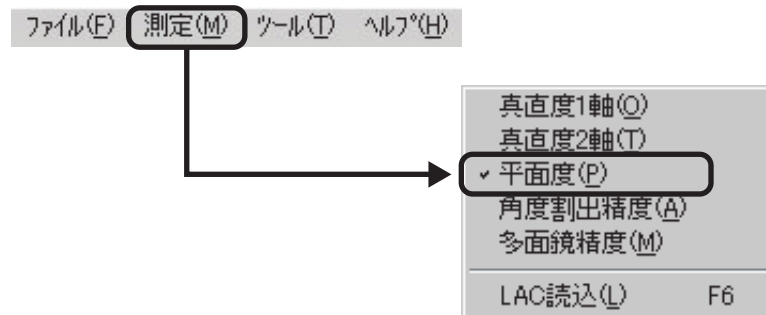 ﾌｧｲﾙ(F) 測定(M) ﾂｰﾙ(T) ﾍﾙﾌﾟ(H)
真直度1軸(O)
真直度2軸(T)
✓ 平面度(P)
角度割出精度(A)
多面鏡精度(M)
LAC読込(L) F6